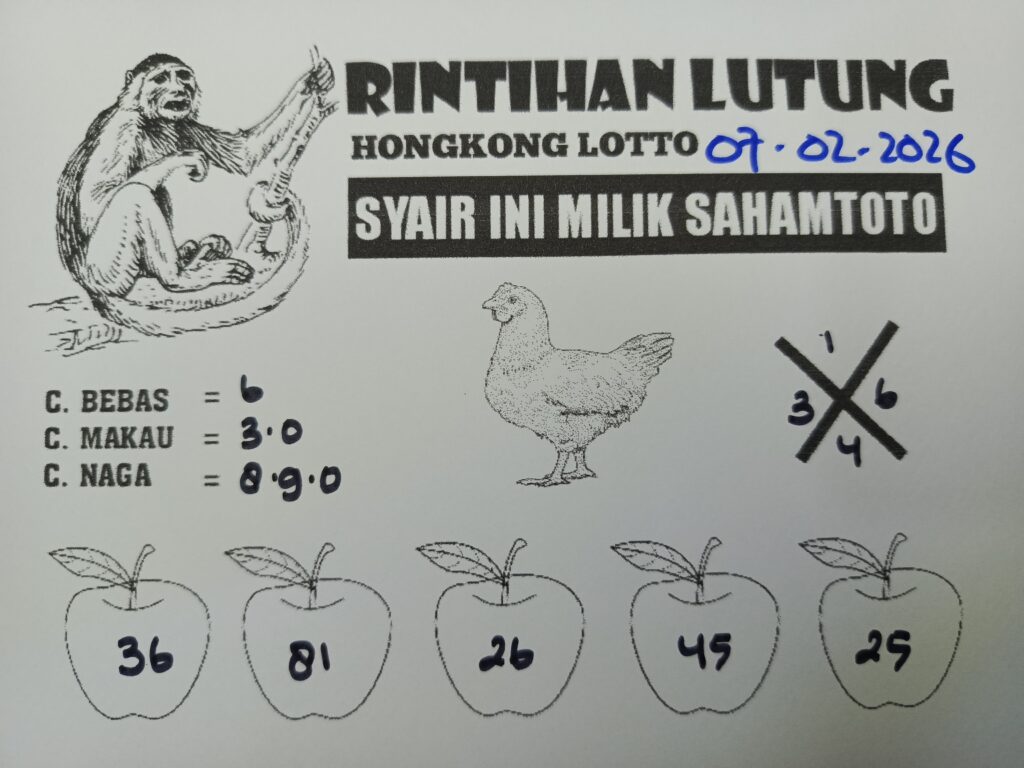 RINTIHAN LUTUNG
HONGKONG LOTTO 07.02.2026
SYAIR INI MILIK SAHAMTOTO
C. BEBAS = 6
C. MAKAU = 3.0
C. NAGA = 8.9.0
1
3 6
4
36 81 26 45 25